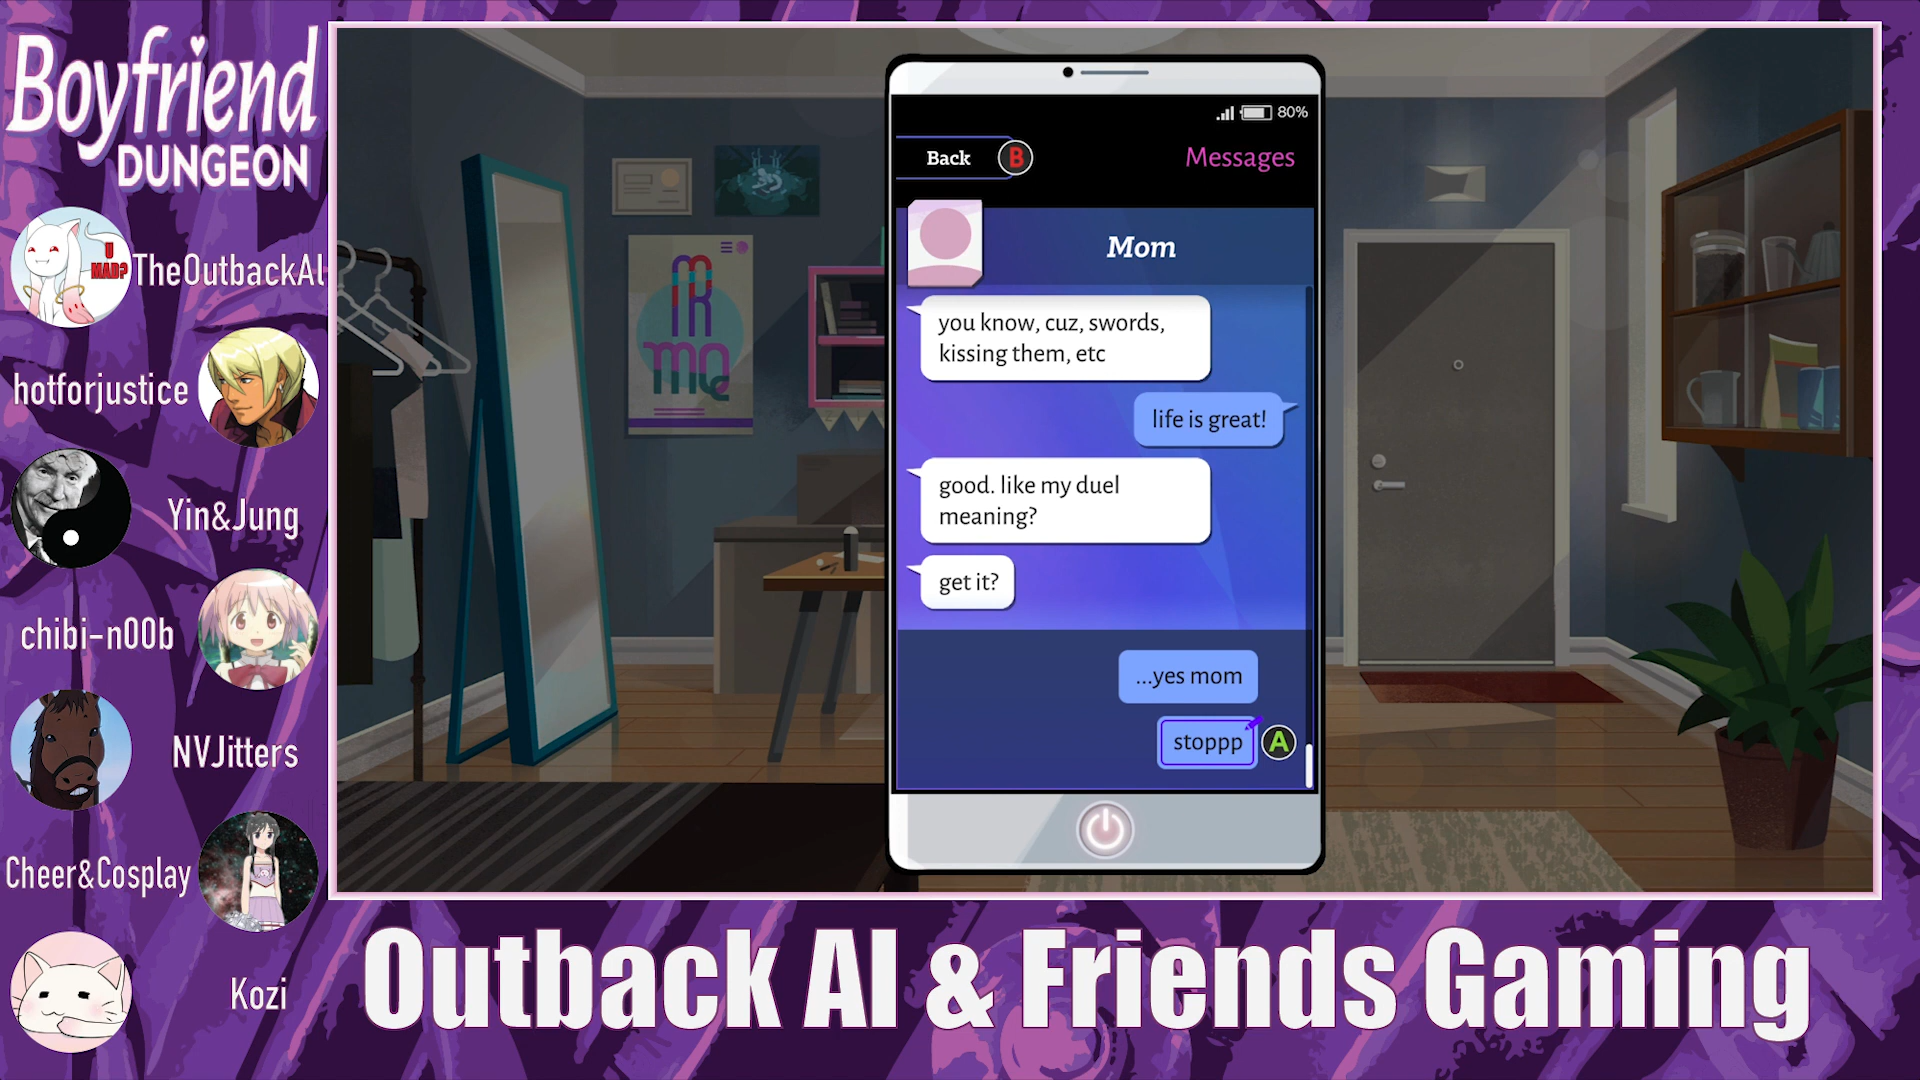 Boyfriend
DUNGEON
U
MAD?
TheOutbackAl
hotforjustice
Yin&Jung
chibi-n00b
NVJitters
Cheer&Cosplay
Kozi
80%
Back
B
Messages
Mom
you know, cuz, swords,
kissing them, etc
life is great!
good. like my duel
meaning?
get it?
...yes mom
stoppp
A
Outback Al & Friends Gaming